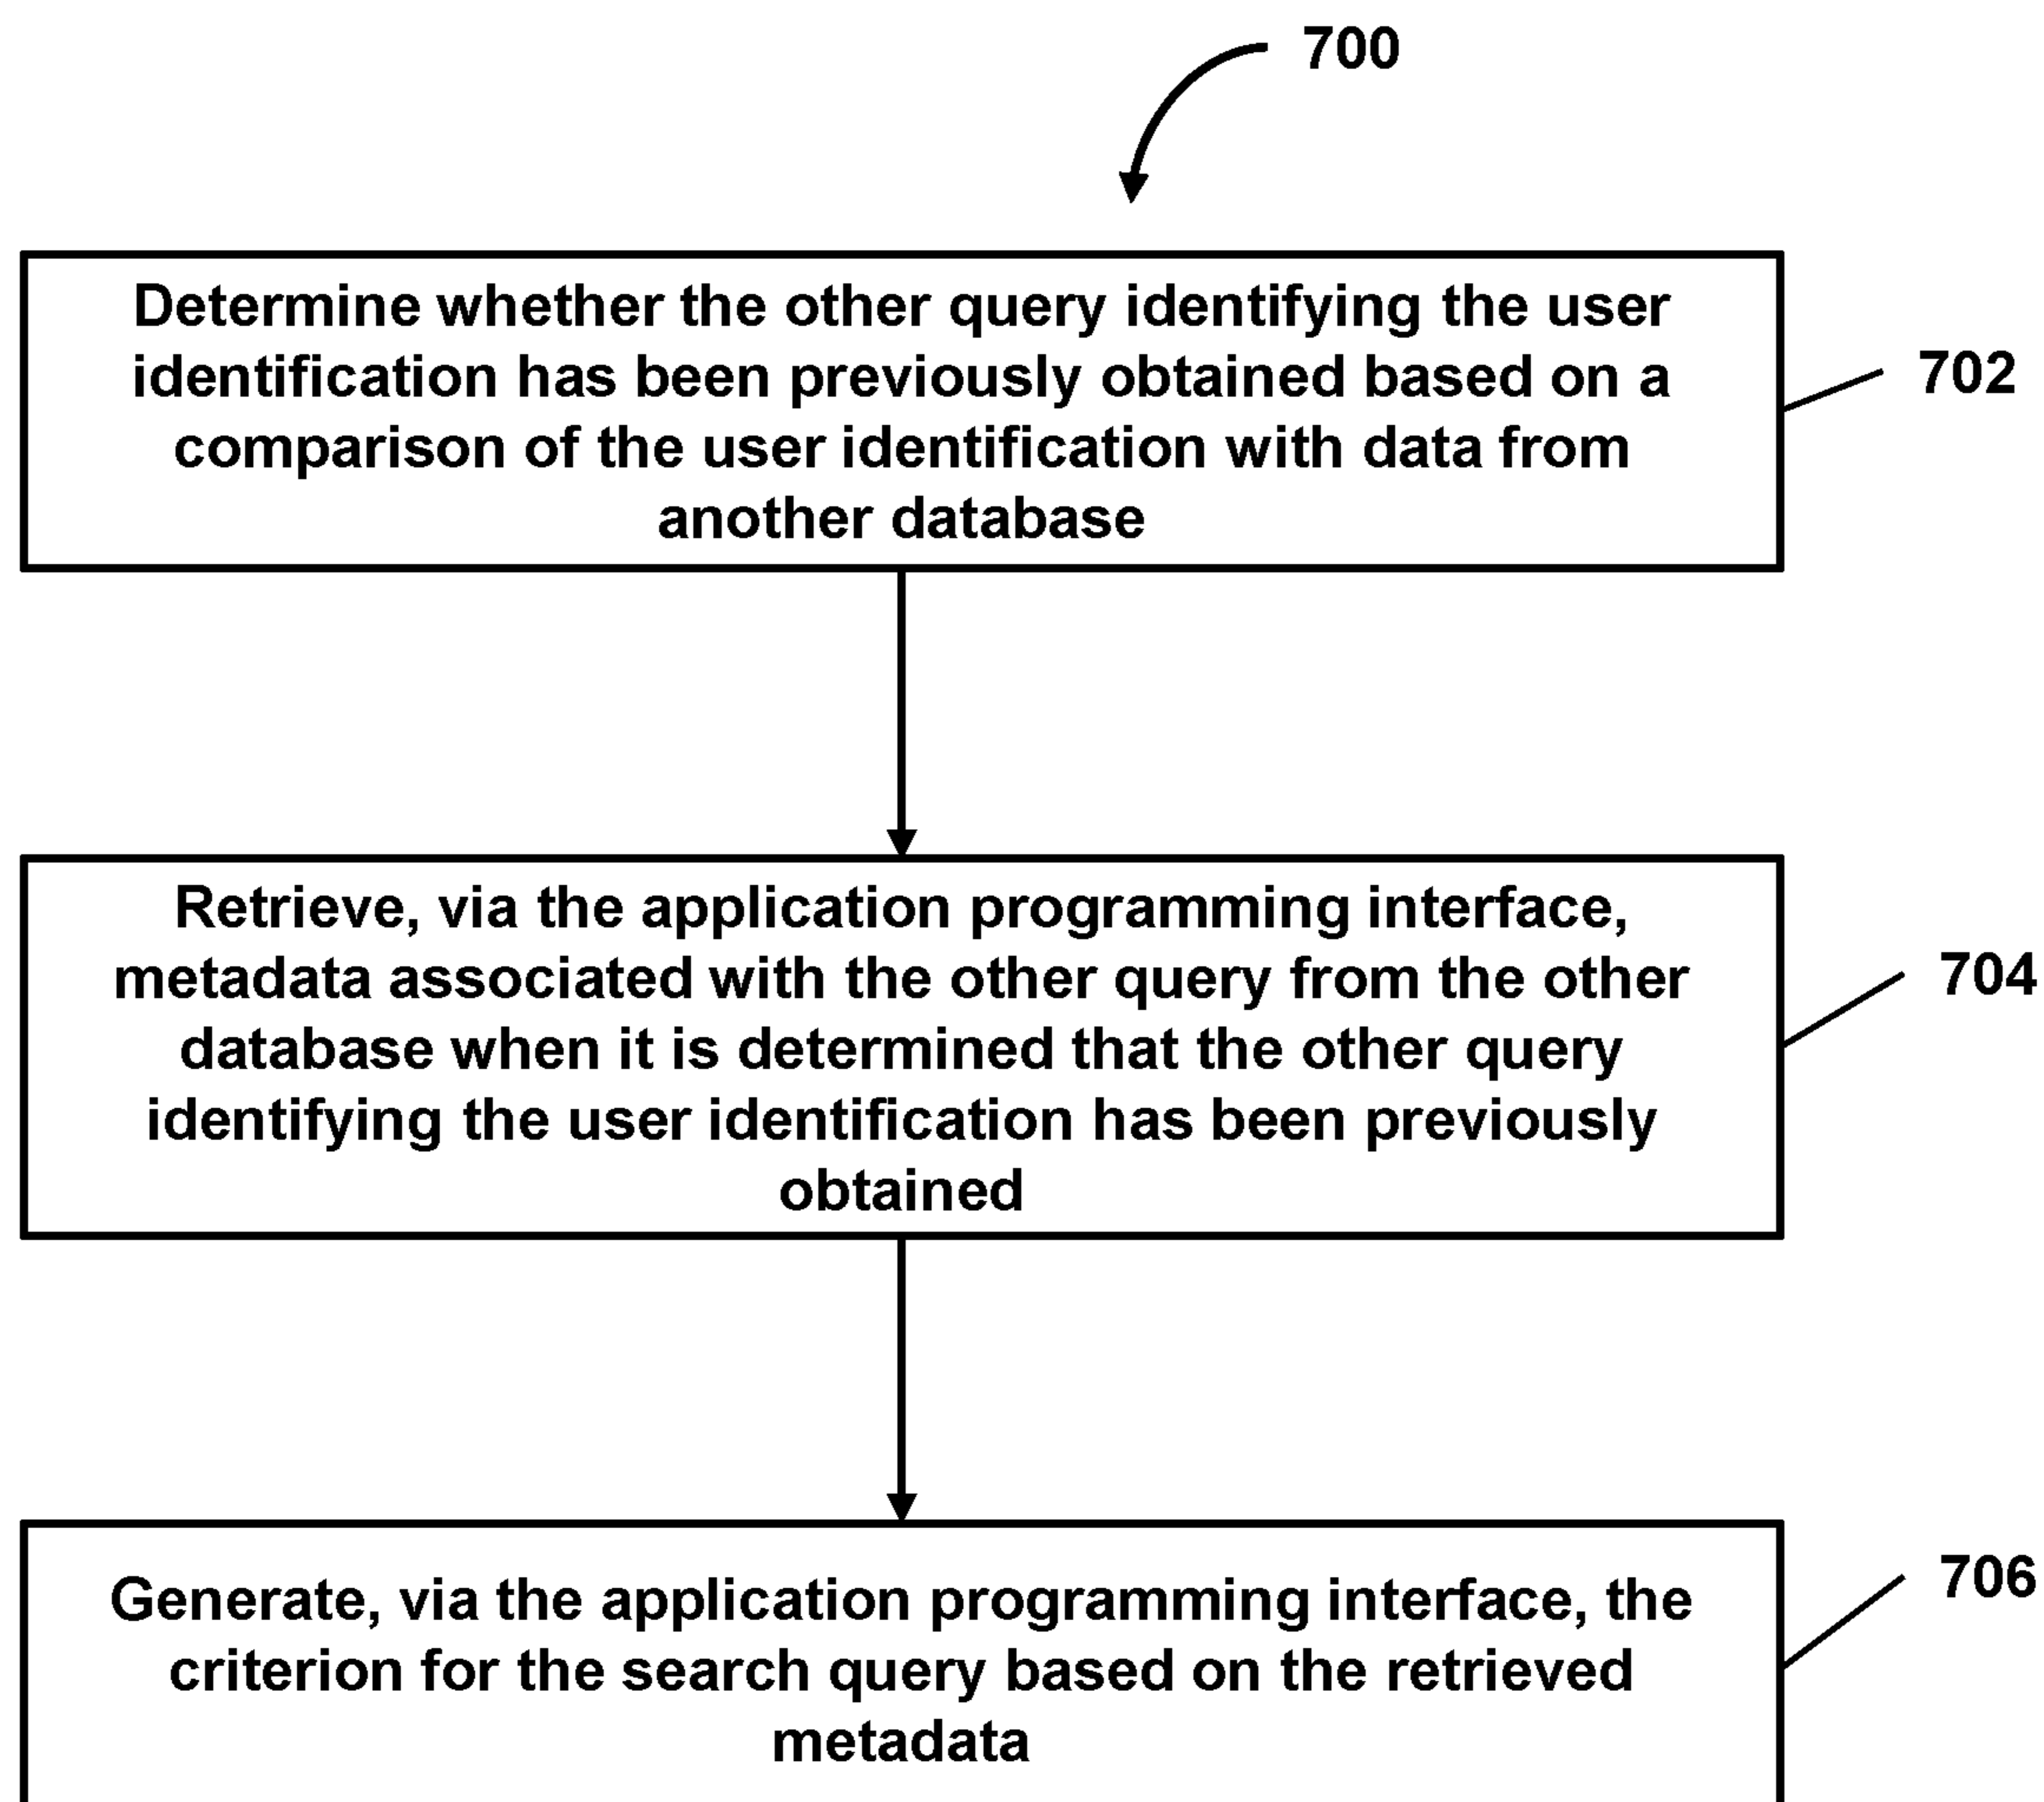 700
Determine whether the other query identifying the user
identification has been previously obtained based on a
comparison of the user identification with data from
another database
702
Retrieve, via the application programming interface,
metadata associated with the other query from the other
database when it is determined that the other query
identifying the user identification has been previously
obtained
704
Generate, via the application programming interface, the
criterion for the search query based on the retrieved
metadata
706